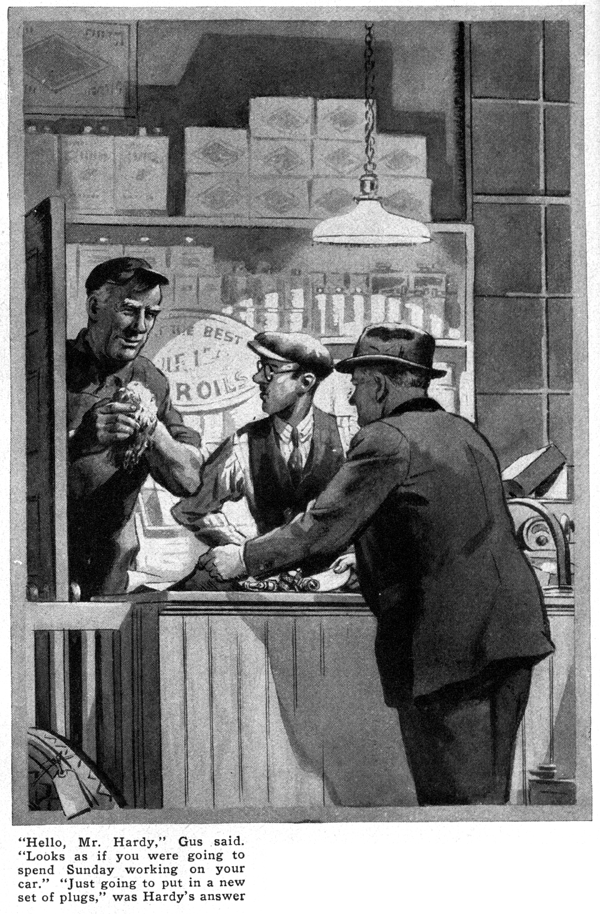 THE BEST
OILS
"Hello, Mr. Hardy," Gus said.
"Looks as if you were going to
spend Sunday working on your
car." "Just going to put in a new
set of plugs," was Hardy's answer